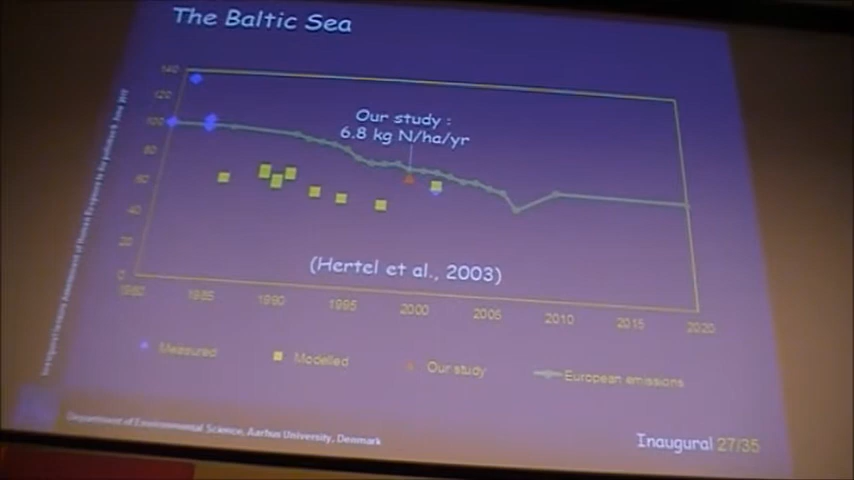 The Baltic Sea
140
120
100
80
60
40
20
0
Our study :
6.8 kg N/ha/yr
(Hertel et al., 2003)
1980
1985
1990
1995
2000
2005
2010
2015
2020
Measured
Modelled
Our study
European emissions
Department of Environmental Science, Aarhus University, Denmark
Inaugural 27/35